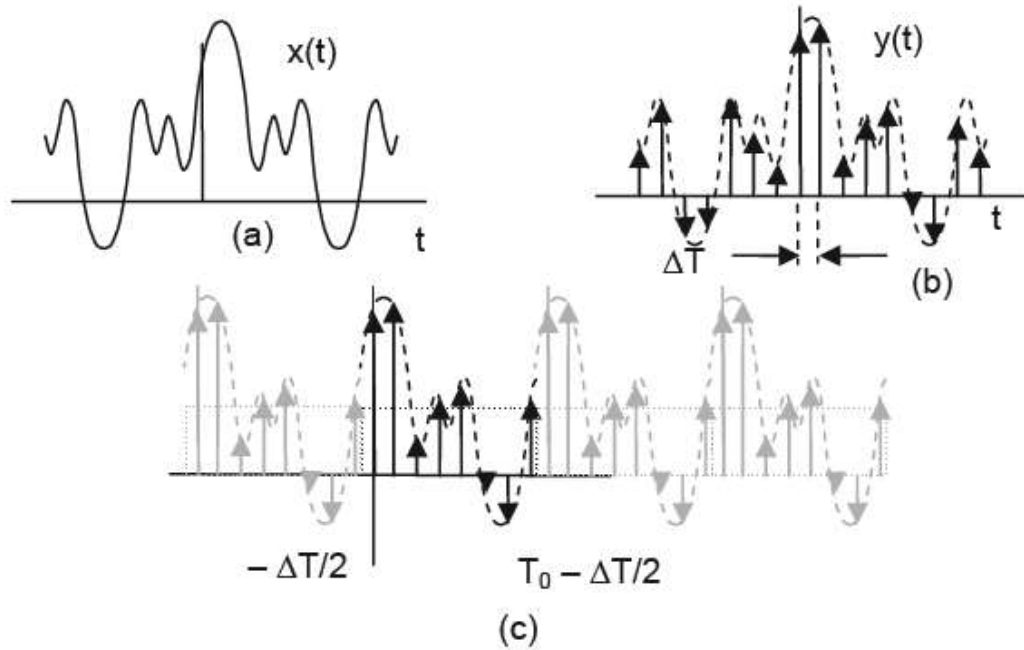 x(t)
t
(a)
y(t)
t
ΔT
(b)
– ΔT/2
T₀ – ΔT/2
(c)